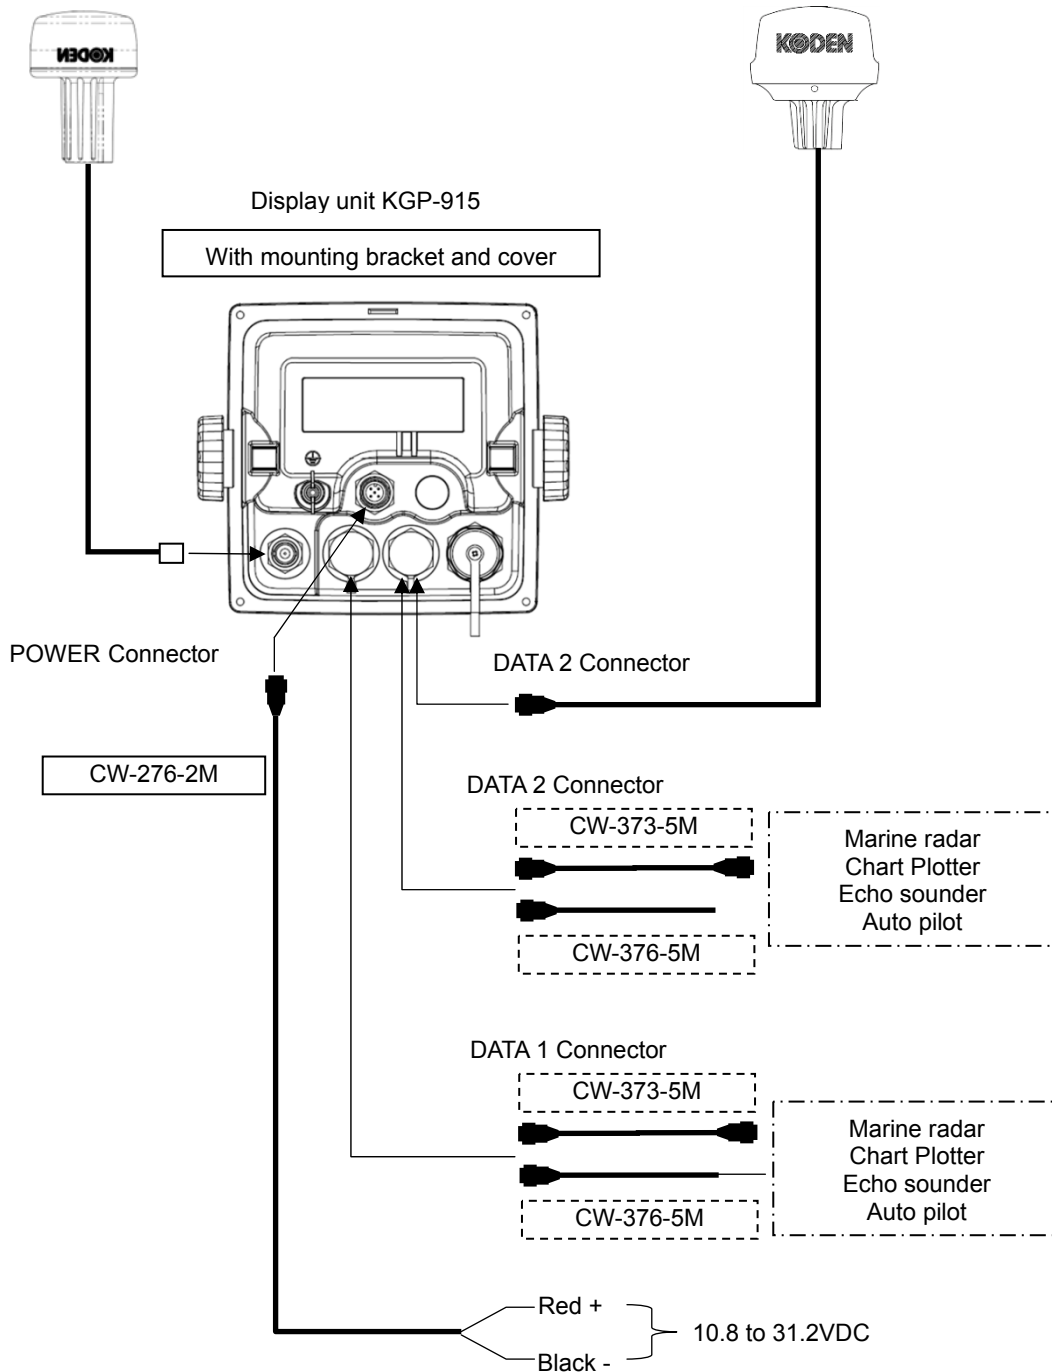 KODEN
KODEN
Display unit KGP-915
With mounting bracket and cover
POWER Connector
DATA 2 Connector
CW-276-2M
DATA 2 Connector
CW-373-5M
CW-376-5M
Marine radar
Chart Plotter
Echo sounder
Auto pilot
DATA 1 Connector
CW-373-5M
CW-376-5M
Marine radar
Chart Plotter
Echo sounder
Auto pilot
Red +
Black -
10.8 to 31.2VDC